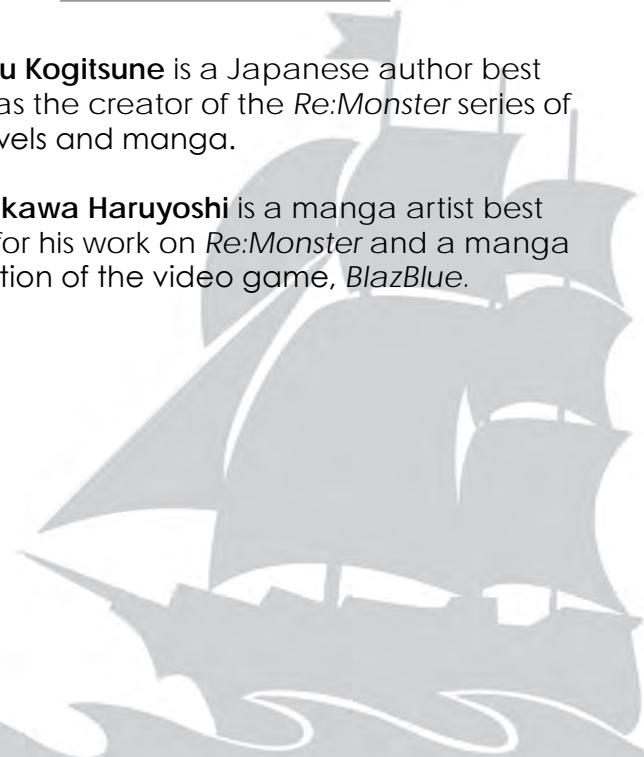 u Kogitsune is a Japanese author best
as the creator of the Re:Monster series of
vels and manga.
kawa Haruyoshi is a manga artist best
for his work on Re:Monster and a manga
tion of the video game, BlazBlue.